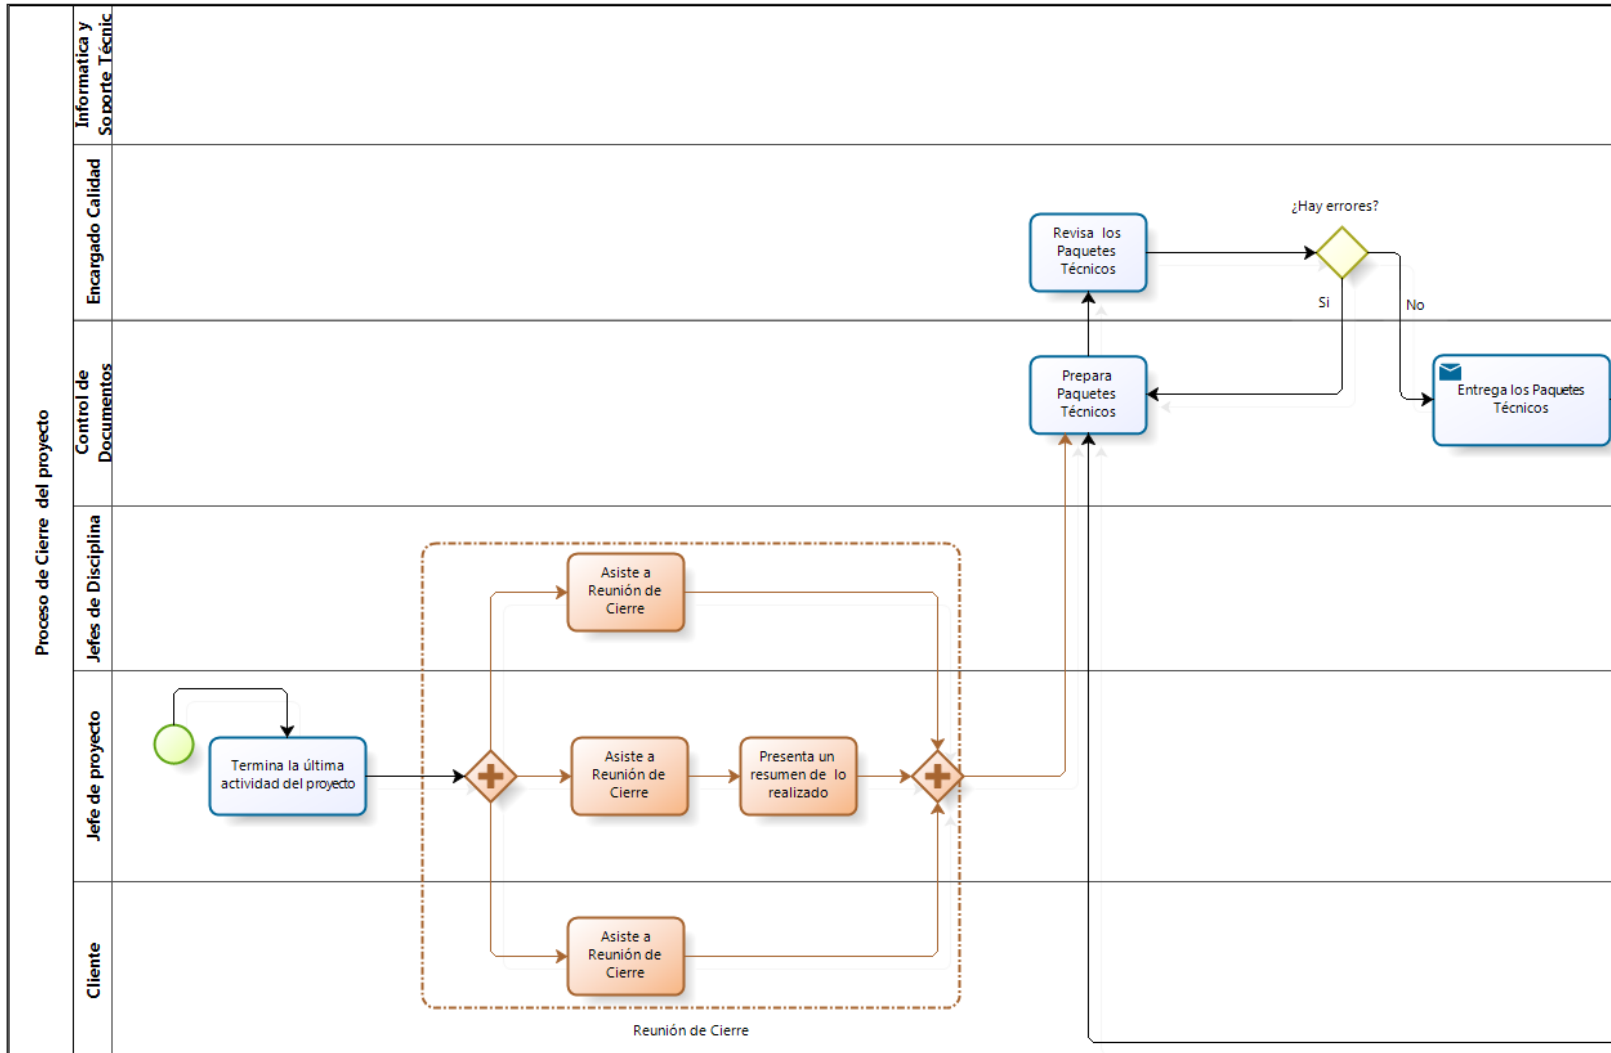 Proceso de Cierre  del proyecto
Informatica y
Soporte Técnic
Encargado Calidad
Control de
Documentos
Jefes de Disciplina
Jefe de proyecto
Cliente
¿Hay errores?
Revisa  los
Paquetes
Técnicos
Si
No
Prepara
Paquetes
Técnicos
Entrega los Paquetes
Técnicos
Asiste a
Reunión de
Cierre
Termina la última
actividad del proyecto
Asiste a
Reunión de
Cierre
Presenta un
resumen de  lo
realizado
Asiste a
Reunión de
Cierre
Reunión de Cierre